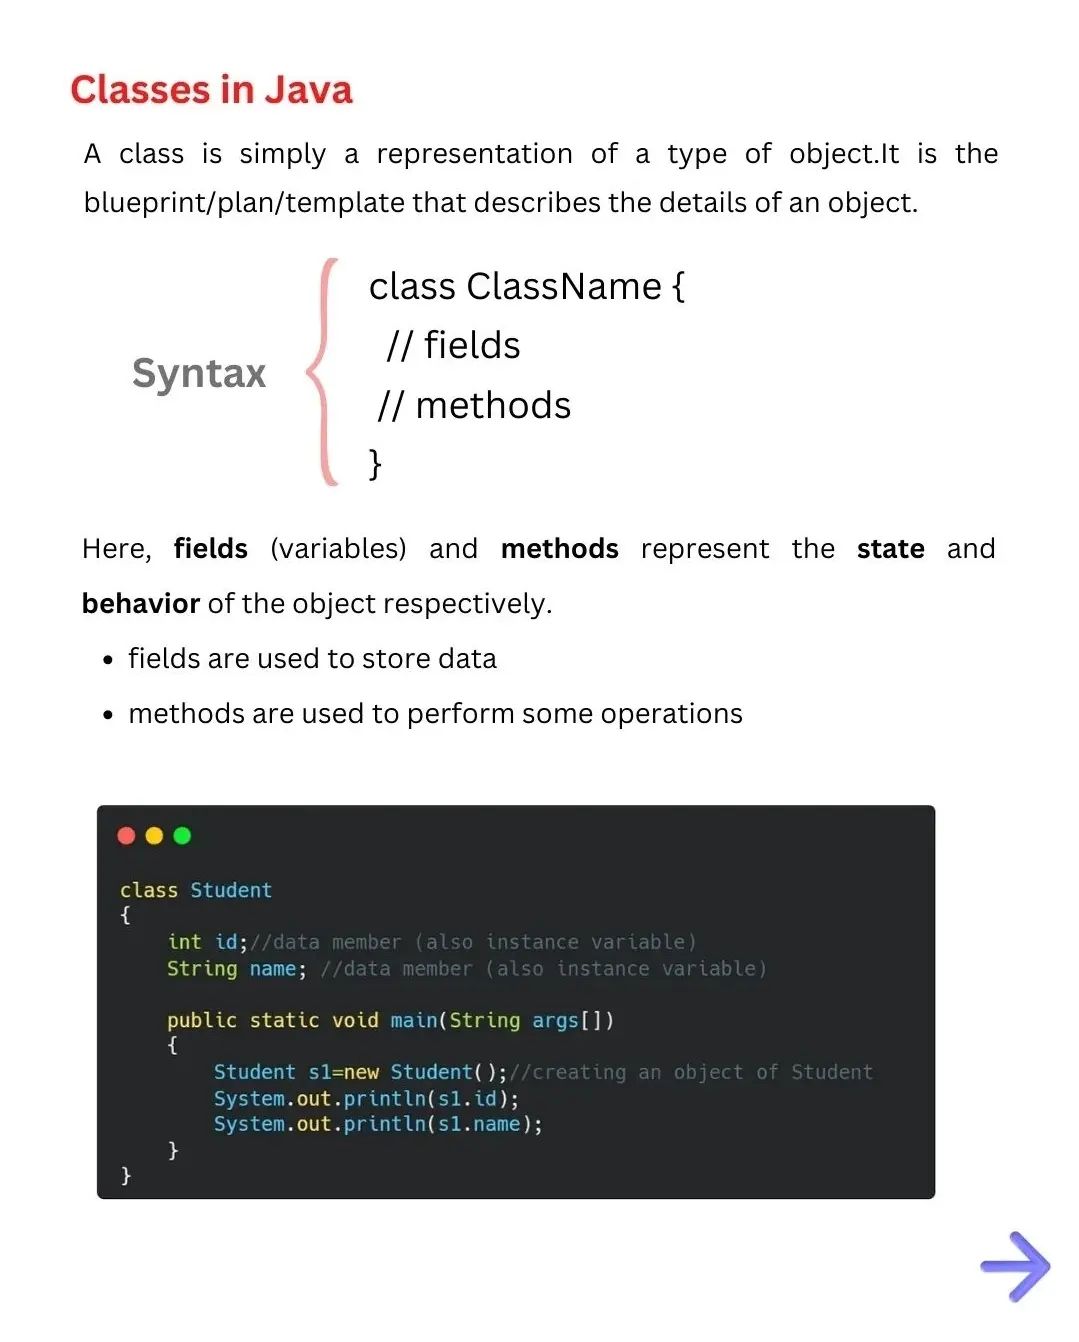 Classes in Java
A class is simply a representation of a type of object.It is the
blueprint/plan/template that describes the details of an object.
Syntax
class ClassName {
// fields
// methods
}
Here, fields (variables) and methods represent the state and
behavior of the object respectively.
• fields are used to store data
• methods are used to perform some operations
class Student
{
    int id;//data member (also instance variable)
    String name; //data member (also instance variable)
    public static void main(String args[])
    {
        Student s1=new Student();//creating an object of Student
        System.out.println(s1.id);
        System.out.println(s1.name);
    }
}